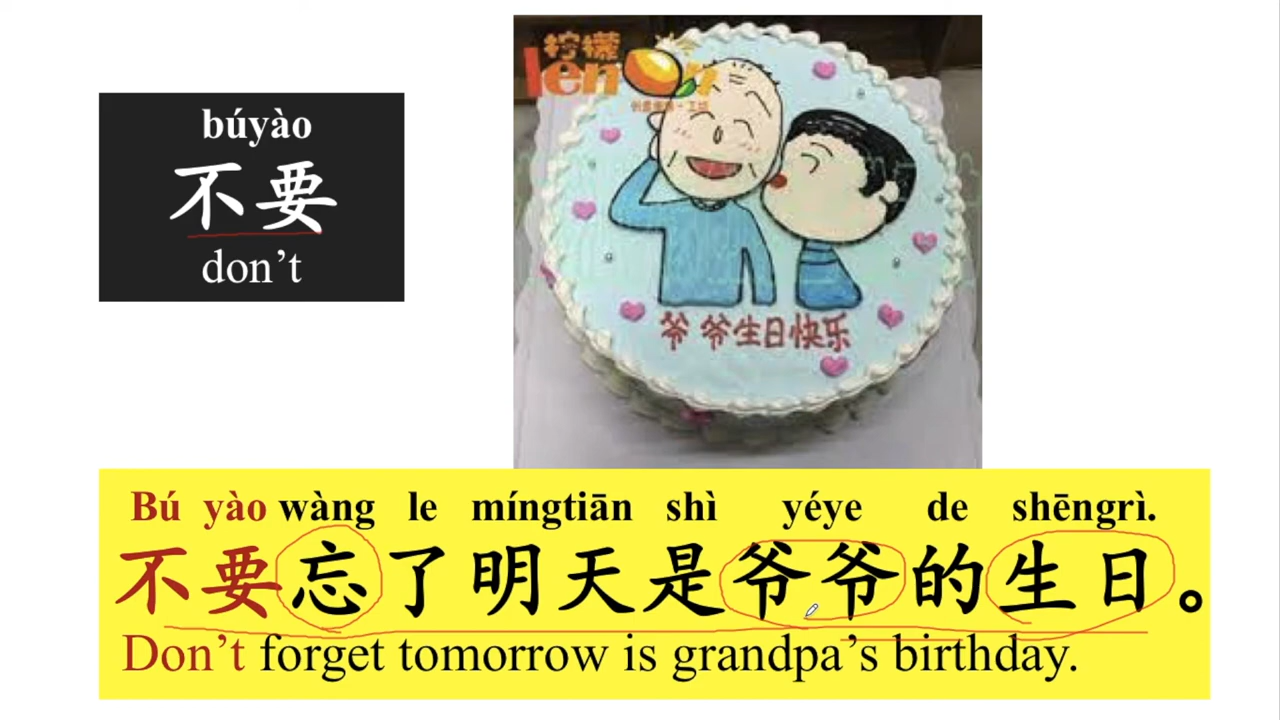 búyào
不要
don't
柠檬
lemon
爷爷生日快乐
Bú yào wàng le míngtiān shì yéye de shēngrì.
不要忘了明天是爷爷的生日。
Don't forget tomorrow is grandpa's birthday.